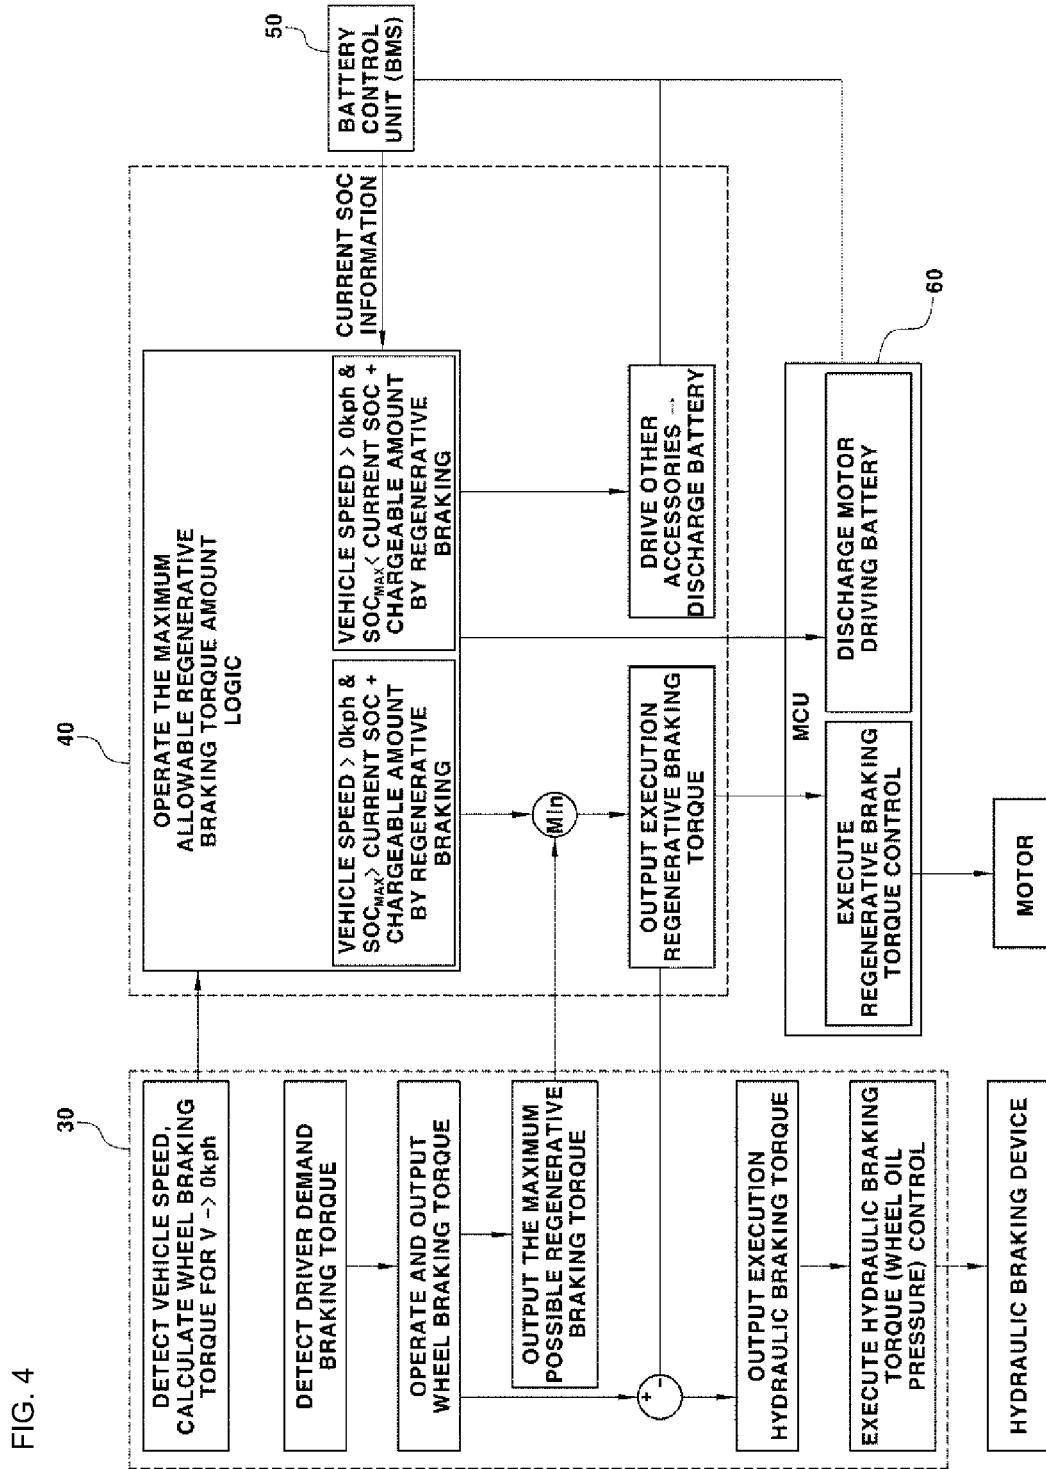 FIG. 4
30
DETECT VEHICLE SPEED,
CALCULATE WHEEL BRAKING
TORQUE FOR V -> 0kph
DETECT DRIVER DEMAND
BRAKING TORQUE
OPERATE AND OUTPUT
WHEEL BRAKING TORQUE
OUTPUT THE MAXIMUM
POSSIBLE REGENERATIVE
BRAKING TORQUE
+ -
OUTPUT EXECUTION
HYDRAULIC BRAKING TORQUE
EXECUTE HYDRAULIC BRAKING
TORQUE (WHEEL OIL
PRESSURE) CONTROL
HYDRAULIC BRAKING DEVICE
40
OPERATE THE MAXIMUM
ALLOWABLE REGENERATIVE
BRAKING TORQUE AMOUNT
LOGIC
VEHICLE SPEED > 0kph &
SOCMAX> CURRENT SOC +
CHARGEABLE AMOUNT
BY REGENERATIVE
BRAKING
VEHICLE SPEED > 0kph &
SOCMAX< CURRENT SOC +
CHARGEABLE AMOUNT
BY REGENERATIVE
BRAKING
Min
OUTPUT EXECUTION
REGENERATIVE BRAKING
TORQUE
DRIVE OTHER
ACCESSORIES →
DISCHARGE BATTERY
CURRENT SOC
INFORMATION
50
BATTERY
CONTROL
UNIT (BMS)
60
MCU
EXECUTE
REGENERATIVE BRAKING
TORQUE CONTROL
DISCHARGE MOTOR
DRIVING BATTERY
MOTOR